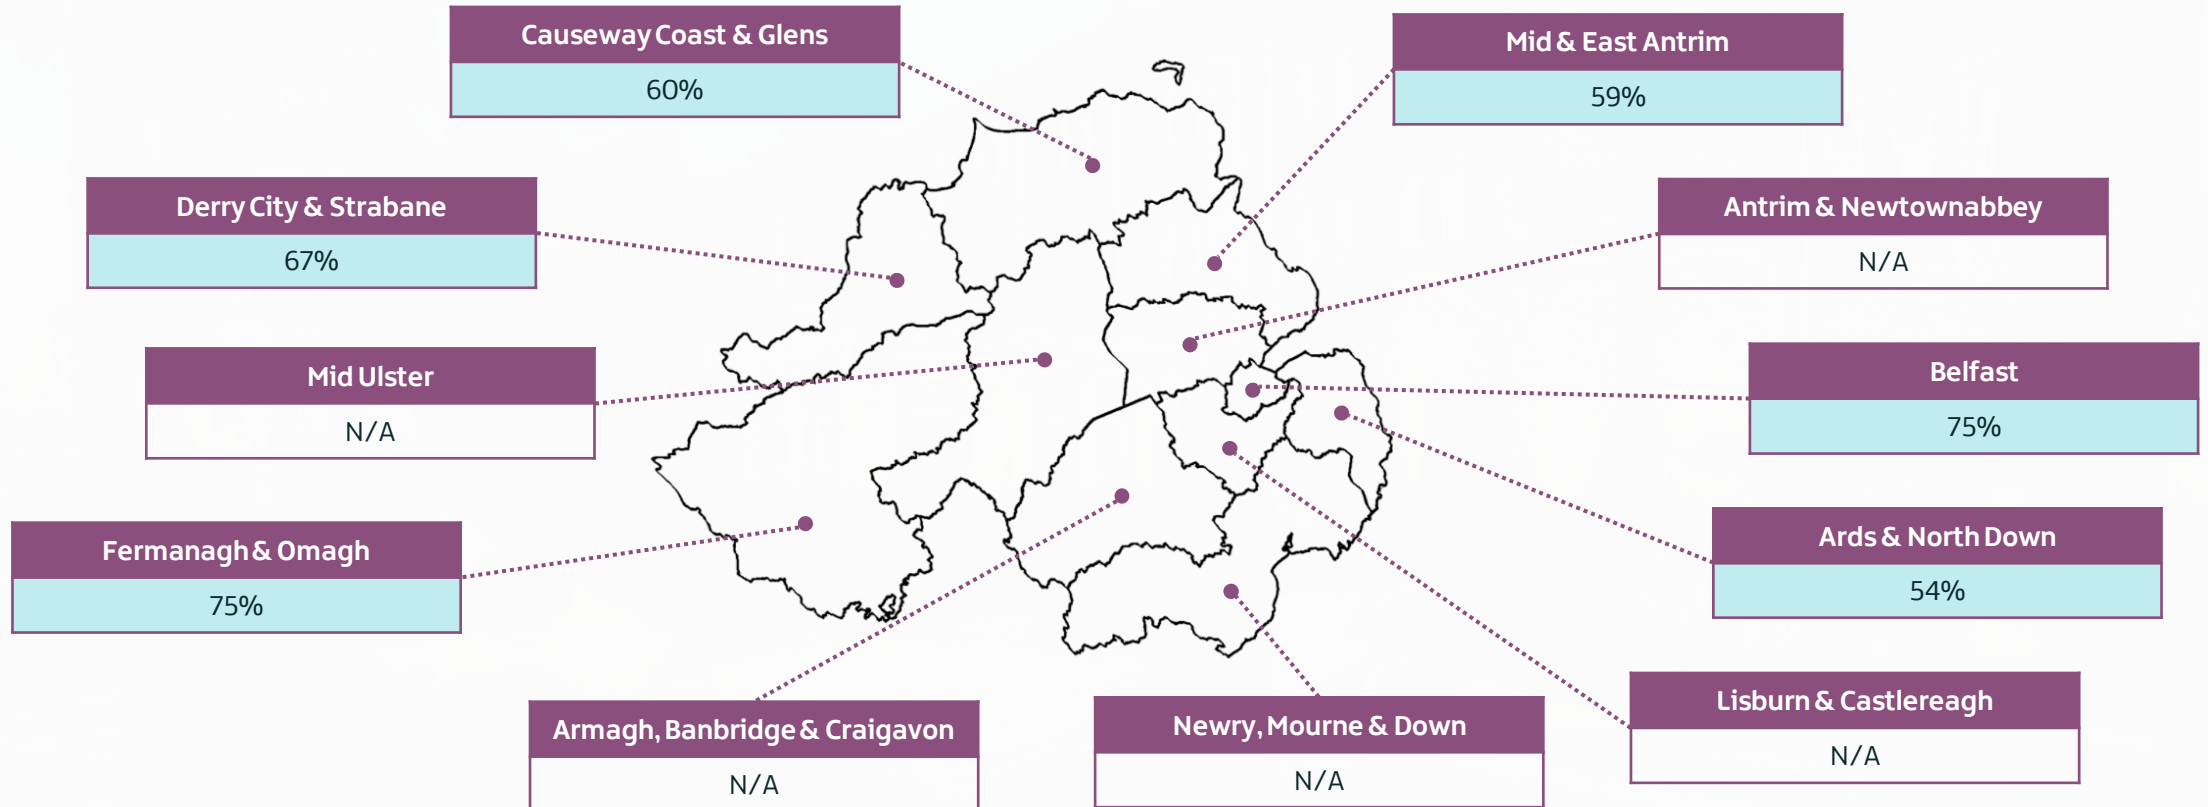 Causeway Coast & Glens
60%
Mid & East Antrim
59%
Derry City & Strabane
67%
Antrim & Newtownabbey
N/A
Mid Ulster
N/A
Belfast
75%
Fermanagh & Omagh
75%
Ards & North Down
54%
Armagh, Banbridge & Craigavon
N/A
Newry, Mourne & Down
N/A
Lisburn & Castlereagh
N/A